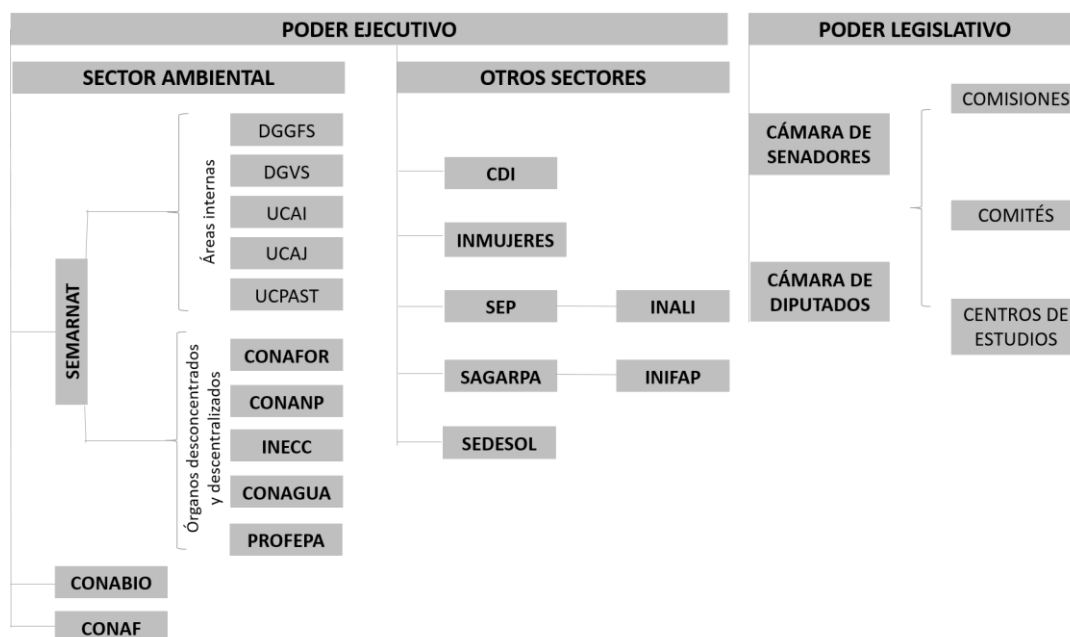 PODER EJECUTIVO
PODER LEGISLATIVO
SECTOR AMBIENTAL
OTROS SECTORES
SEMARNAT
Áreas internas
DGGFS
DGVS
UCAI
UCAJ
UCPAST
Órganos desconcentrados
y descentralizados
CONAFOR
CONANP
INECC
CONAGUA
PROFEPA
CONABIO
CONAF
CDI
INMUJERES
SEP
INALI
SAGARPA
INIFAP
SEDESOL
CÁMARA DE
SENADORES
CÁMARA DE
DIPUTADOS
COMISIONES
COMITÉS
CENTROS DE
ESTUDIOS